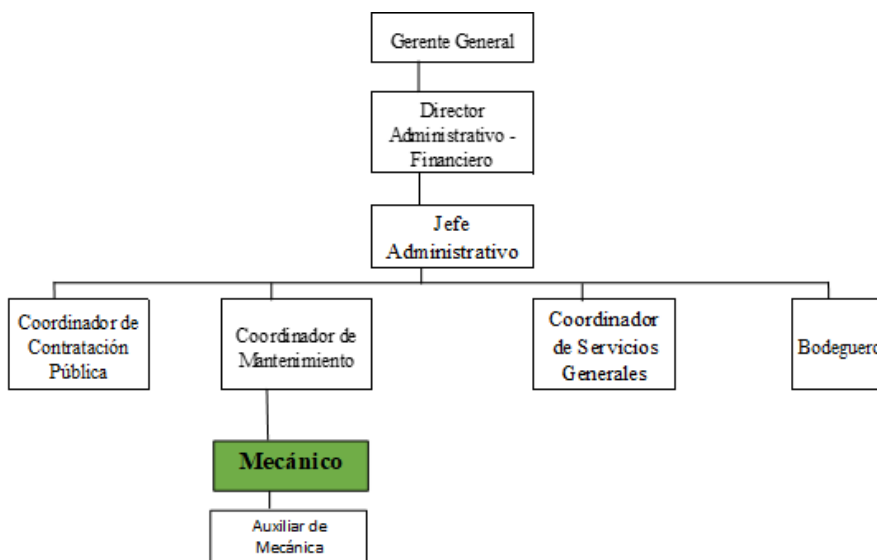 Gerente General
Director
Administrativo -
Financiero
Jefe
Administrativo
Coordinador de
Contratación
Pública
Coordinador de
Mantenimiento
Coordinador
de Servicios
Generales
Bodeguero
Mecánico
Auxiliar de
Mecánica